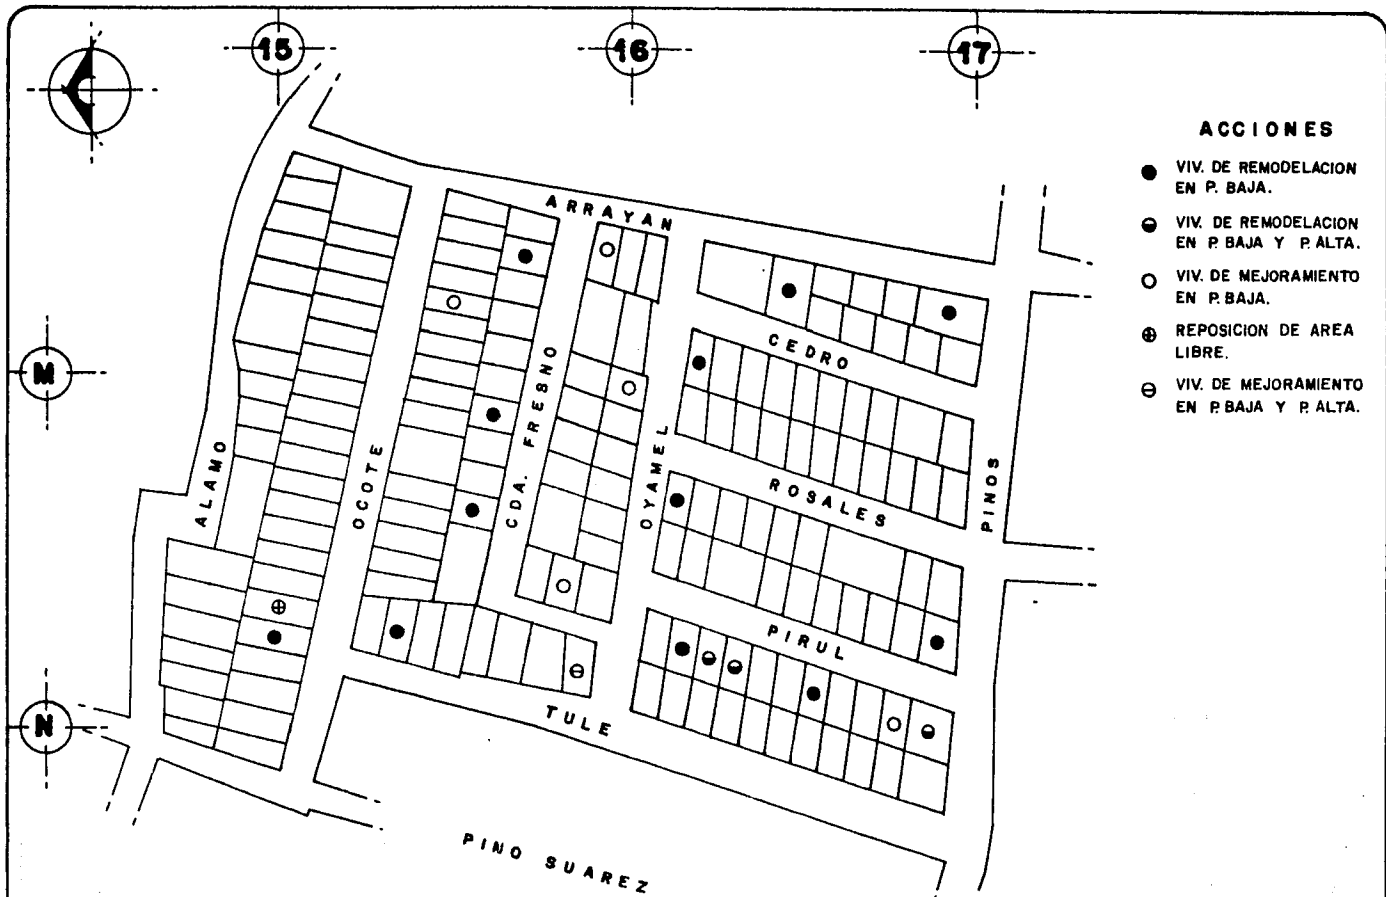 15
16
17
ACCIONES
VIV. DE REMODELACION
EN P. BAJA.
VIV. DE REMODELACION
EN P. BAJA Y P. ALTA.
VIV. DE MEJORAMIENTO
EN P. BAJA.
REPOSICION DE AREA
LIBRE.
VIV. DE MEJORAMIENTO
EN P. BAJA Y P. ALTA.
ARRAYAN
CEDRO
M
ALAMO
OCOTE
CDA. FRESNO
OYAMEL
ROSALES
PINOS
PIRUL
N
TULE
PINO SUAREZ